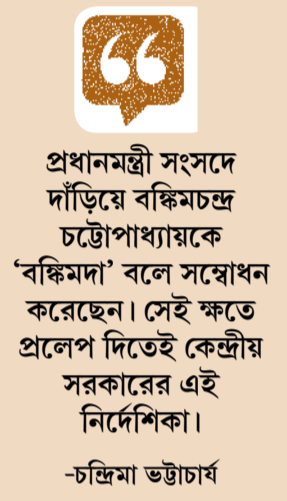 প্রধানমন্ত্রী সংসদে
দাঁড়িয়ে বঙ্কিমচন্দ্র
চট্টোপাধ্যায়কে
‘বঙ্কিমদা’ বলে সম্বোধন
করেছেন। সেই ক্ষতে
প্রলেপ দিতেই কেন্দ্রীয়
সরকারের এই
নির্দেশিকা।
-চন্দ্রিমা ভট্টাচার্য